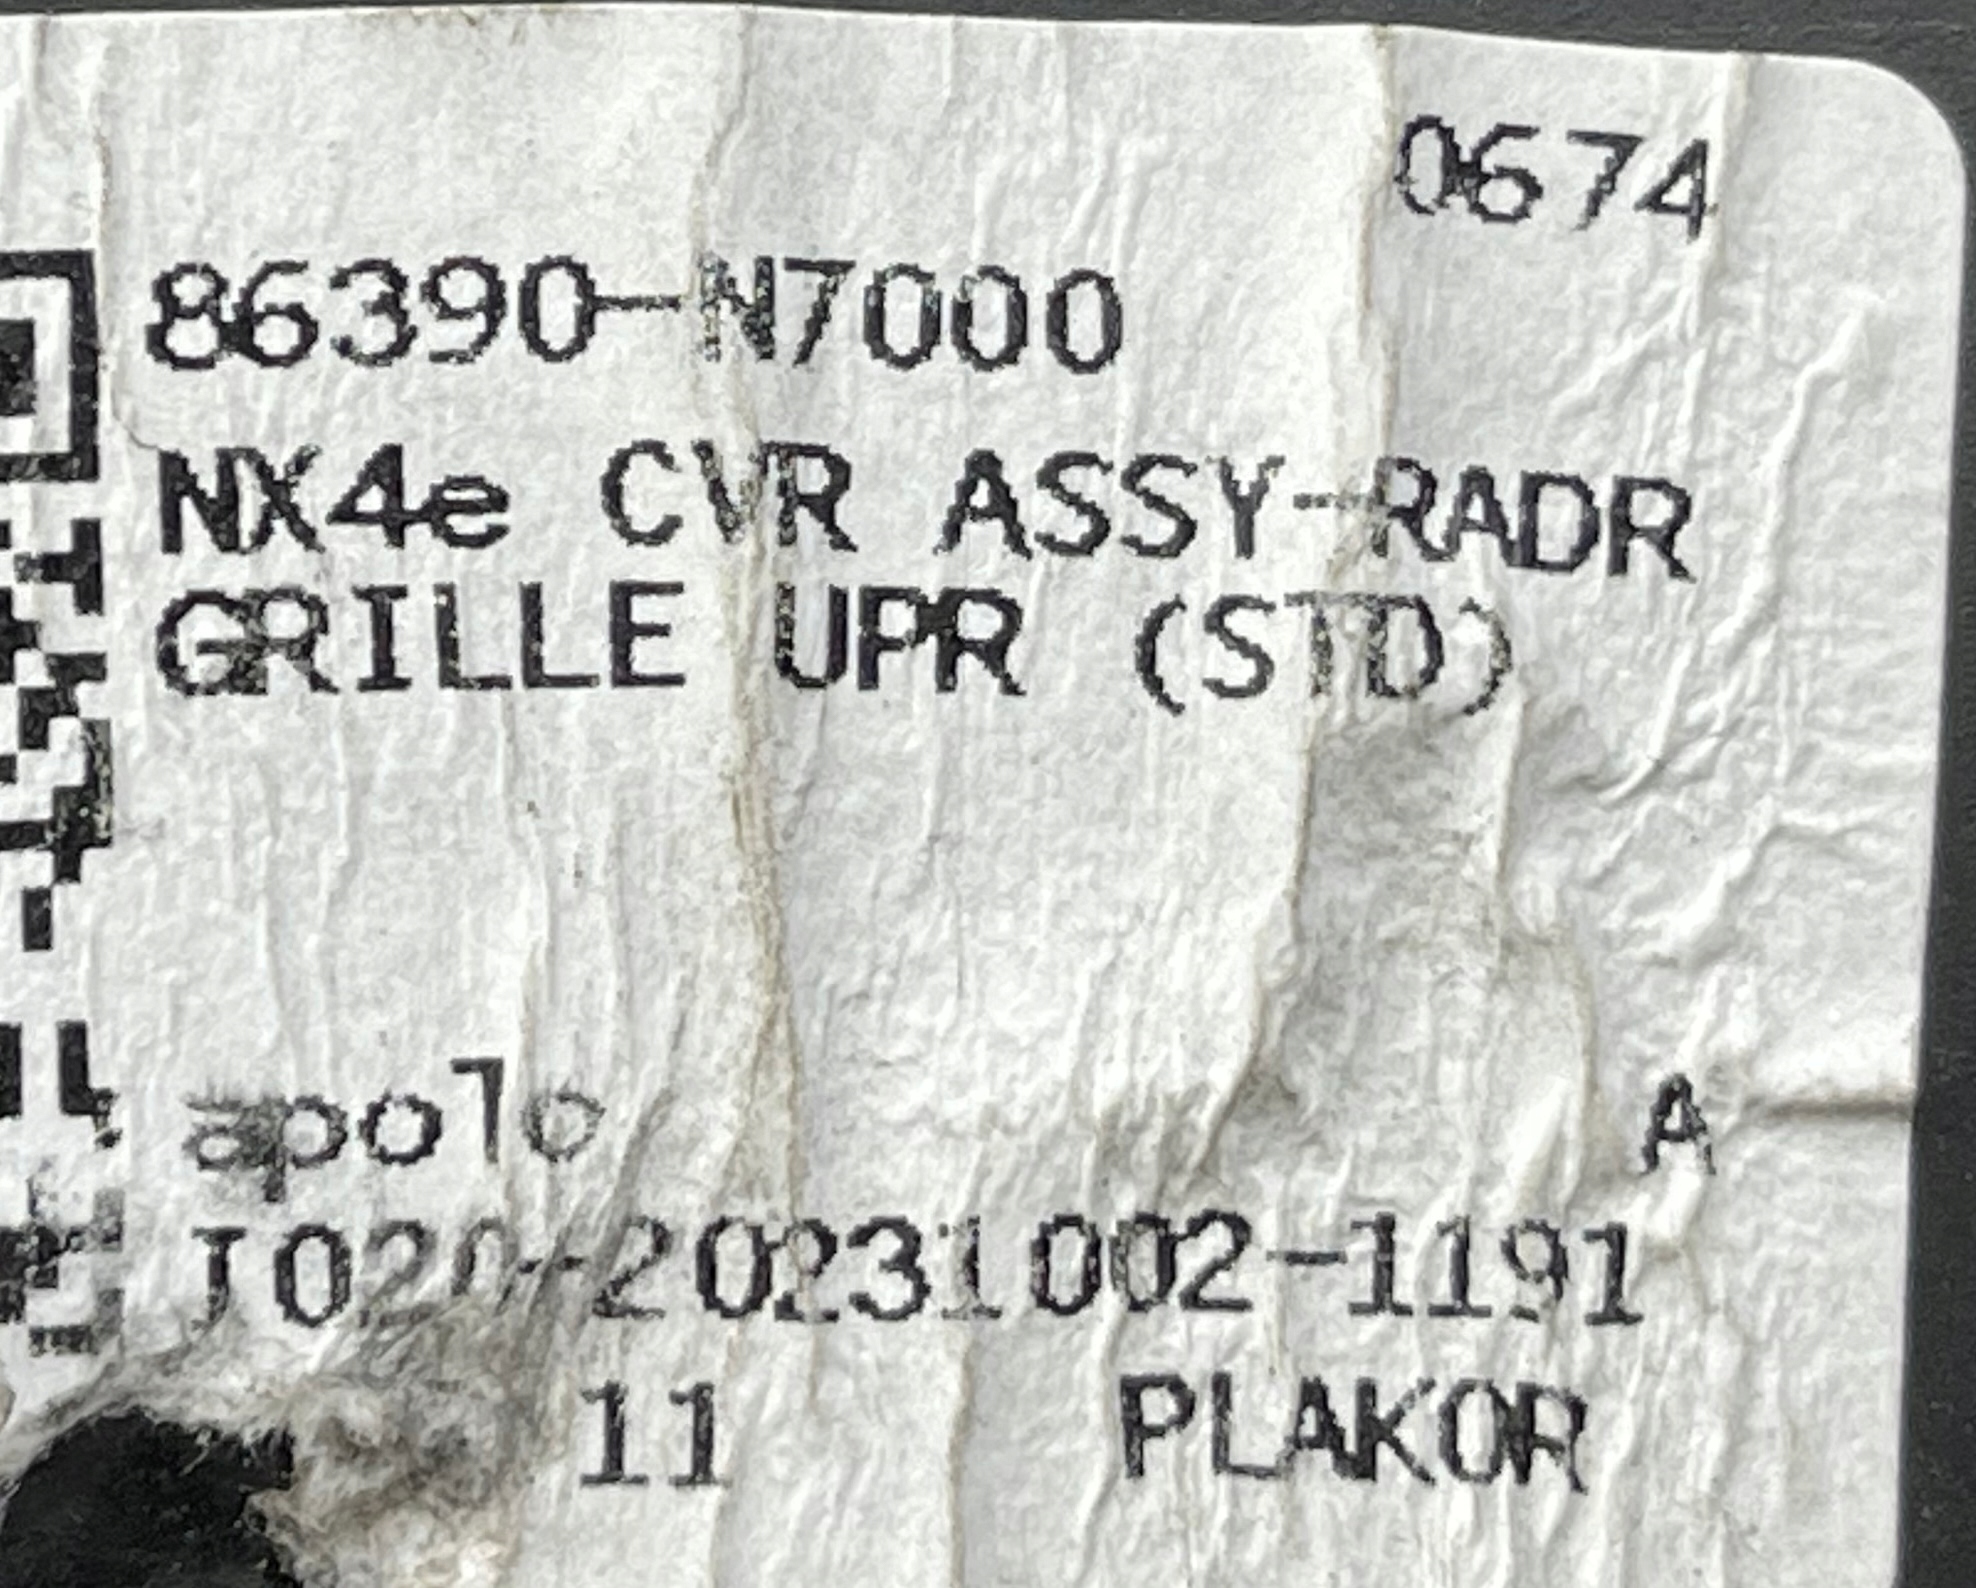 0674
86390-N7000
NX4e CVR ASSY-RADR
GRILLE UPR (STD)
apolo
A
J020-20231002-1191
11 PLAKOR